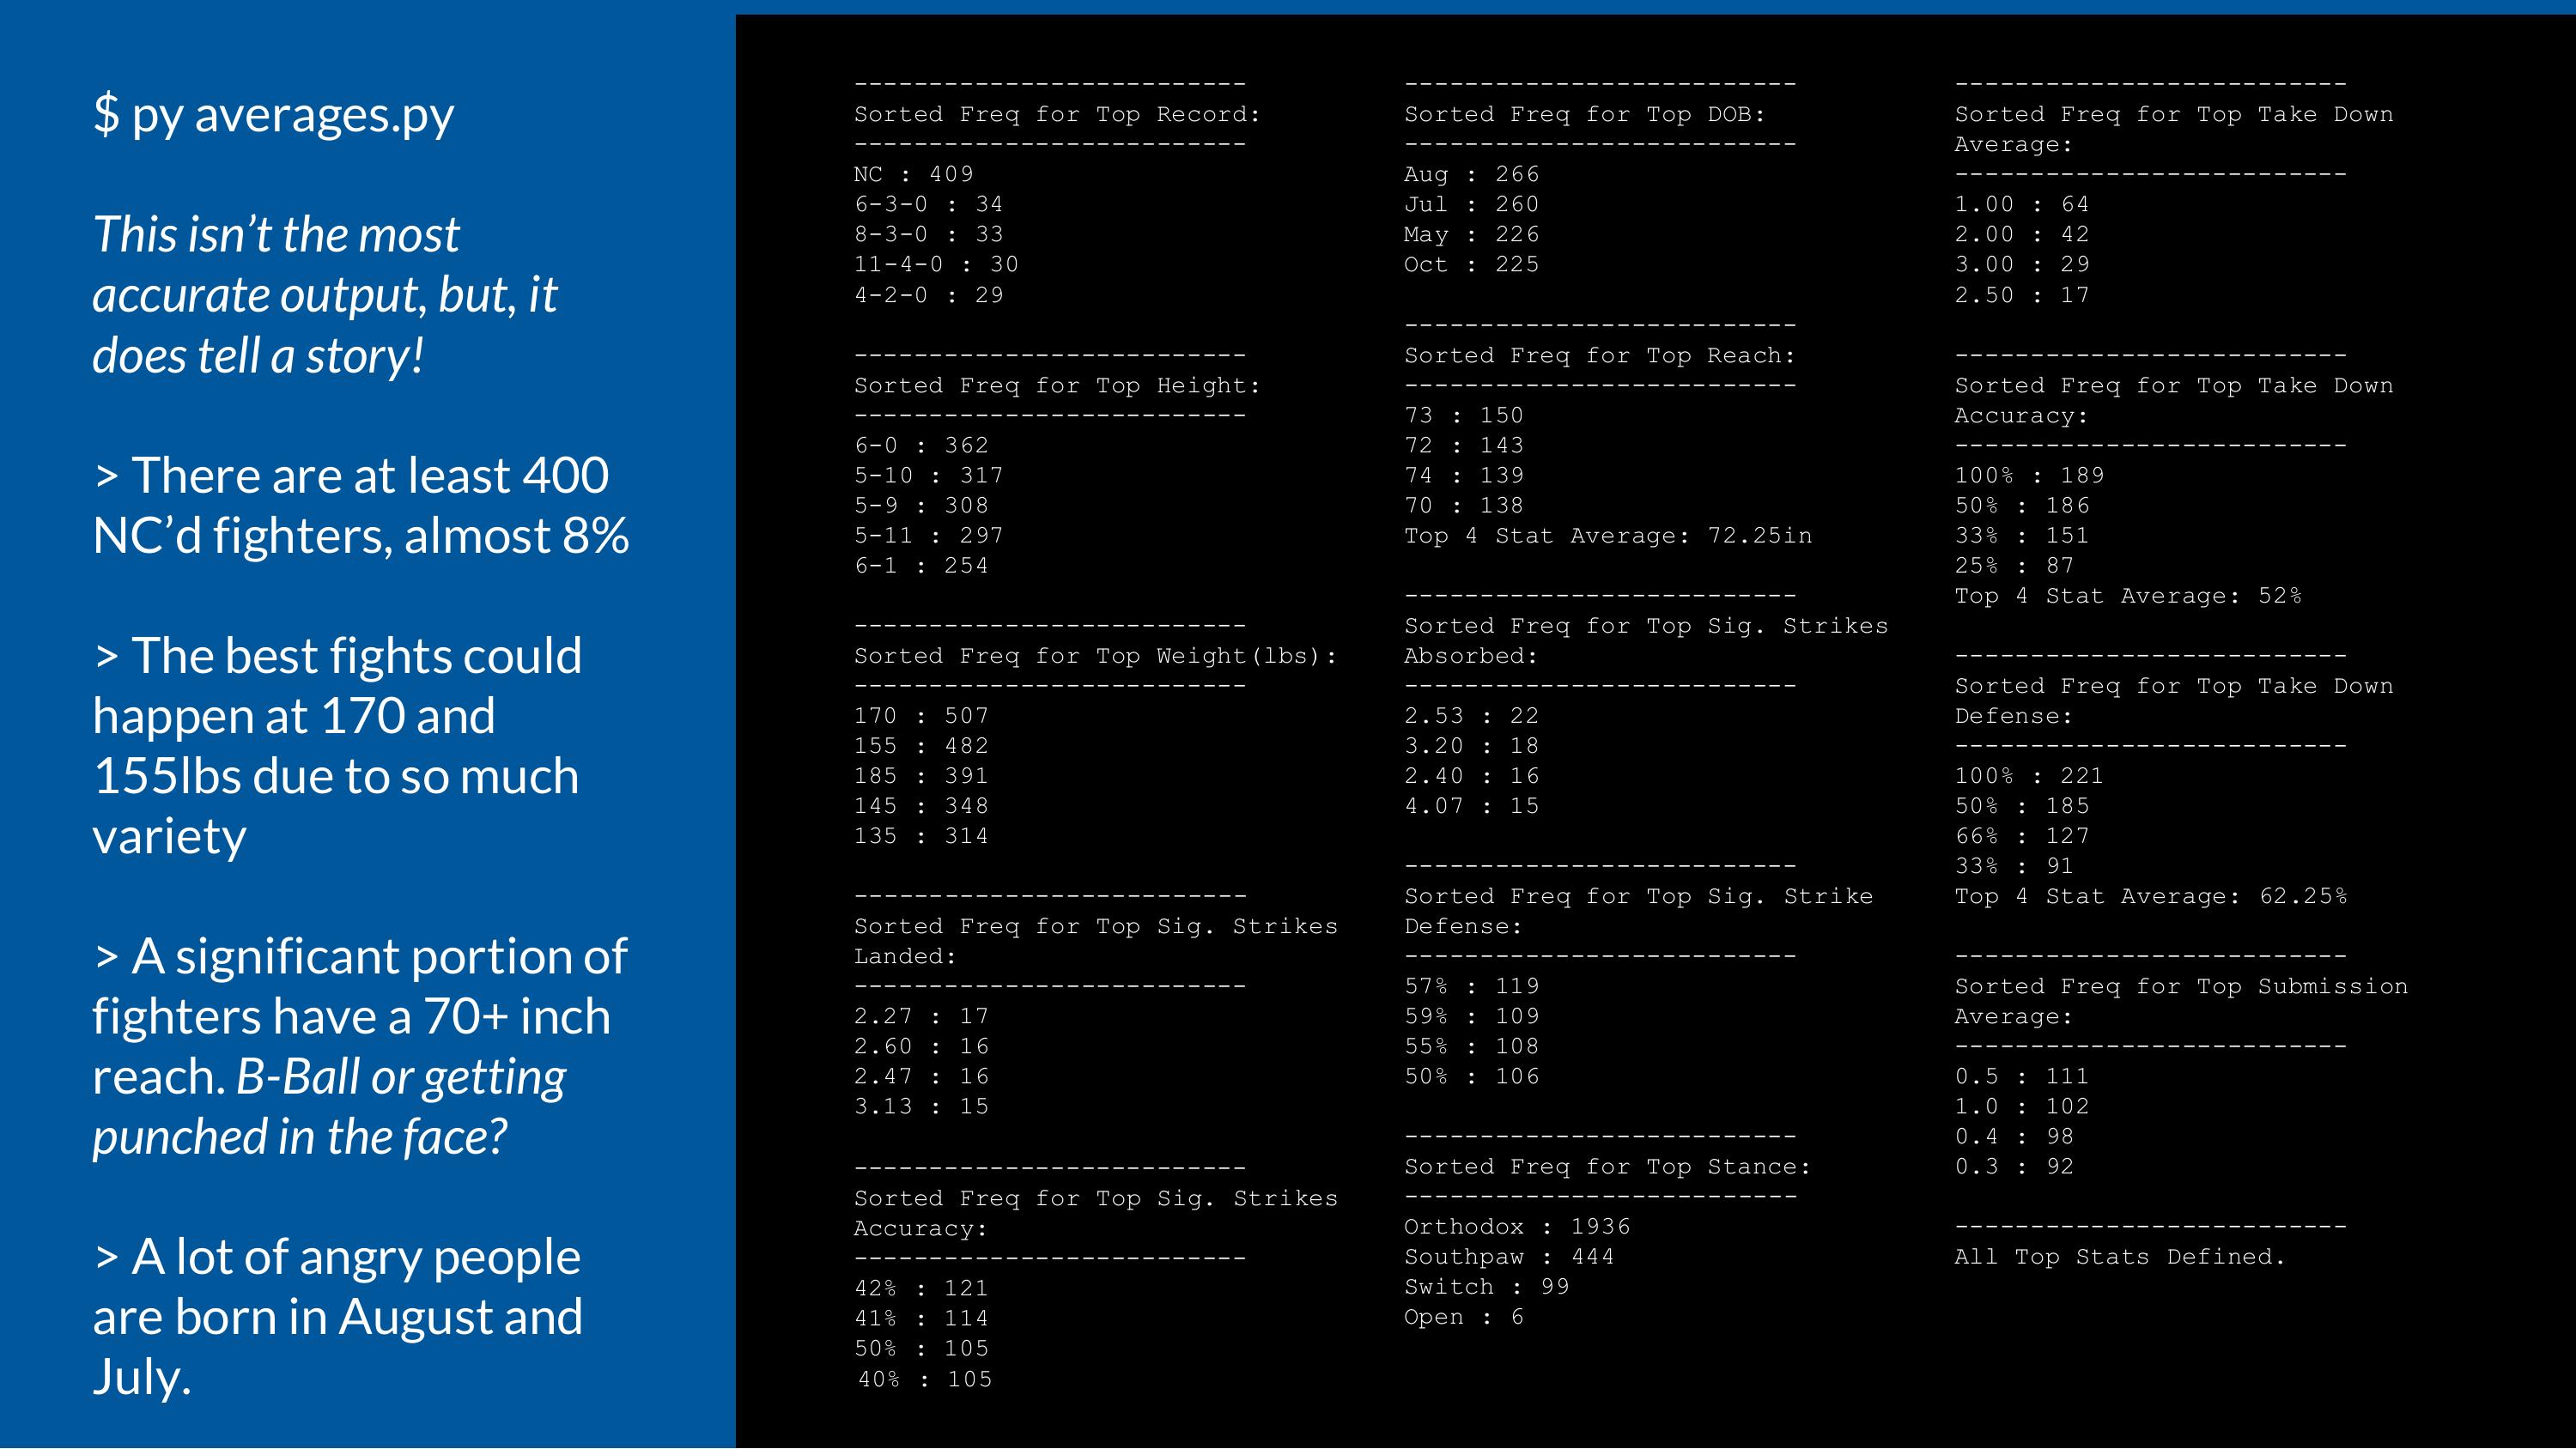 $ py averages.py
This isn’t the most
accurate output, but, it
does tell a story!
> There are at least 400
NC’d fighters, almost 8%
> The best fights could
happen at 170 and
155lbs due to so much
variety
> A significant portion of
fighters have a 70+ inch
reach. B-Ball or getting
punched in the face?
> A lot of angry people
are born in August and
July.
--------------------------
Sorted Freq for Top Record:
--------------------------
NC : 409
6-3-0 : 34
8-3-0 : 33
11-4-0 : 30
4-2-0 : 29
--------------------------
Sorted Freq for Top Height:
--------------------------
6-0 : 362
5-10 : 317
5-9 : 308
5-11 : 297
6-1 : 254
--------------------------
Sorted Freq for Top Weight(lbs):
--------------------------
170 : 507
155 : 482
185 : 391
145 : 348
135 : 314
--------------------------
Sorted Freq for Top Sig. Strikes
Landed:
--------------------------
2.27 : 17
2.60 : 16
2.47 : 16
3.13 : 15
--------------------------
Sorted Freq for Top Sig. Strikes
Accuracy:
--------------------------
42% : 121
41% : 114
50% : 105
40% : 105
--------------------------
Sorted Freq for Top DOB:
--------------------------
Aug : 266
Jul : 260
May : 226
Oct : 225
--------------------------
Sorted Freq for Top Reach:
--------------------------
73 : 150
72 : 143
74 : 139
70 : 138
Top 4 Stat Average: 72.25in
--------------------------
Sorted Freq for Top Sig. Strikes
Absorbed:
--------------------------
2.53 : 22
3.20 : 18
2.40 : 16
4.07 : 15
--------------------------
Sorted Freq for Top Sig. Strike
Defense:
--------------------------
57% : 119
59% : 109
55% : 108
50% : 106
--------------------------
Sorted Freq for Top Stance:
--------------------------
Orthodox : 1936
Southpaw : 444
Switch : 99
Open : 6
--------------------------
Sorted Freq for Top Take Down
Average:
--------------------------
1.00 : 64
2.00 : 42
3.00 : 29
2.50 : 17
--------------------------
Sorted Freq for Top Take Down
Accuracy:
--------------------------
100% : 189
50% : 186
33% : 151
25% : 87
Top 4 Stat Average: 52%
--------------------------
Sorted Freq for Top Take Down
Defense:
--------------------------
100% : 221
50% : 185
66% : 127
33% : 91
Top 4 Stat Average: 62.25%
--------------------------
Sorted Freq for Top Submission
Average:
--------------------------
0.5 : 111
1.0 : 102
0.4 : 98
0.3 : 92
--------------------------
All Top Stats Defined.